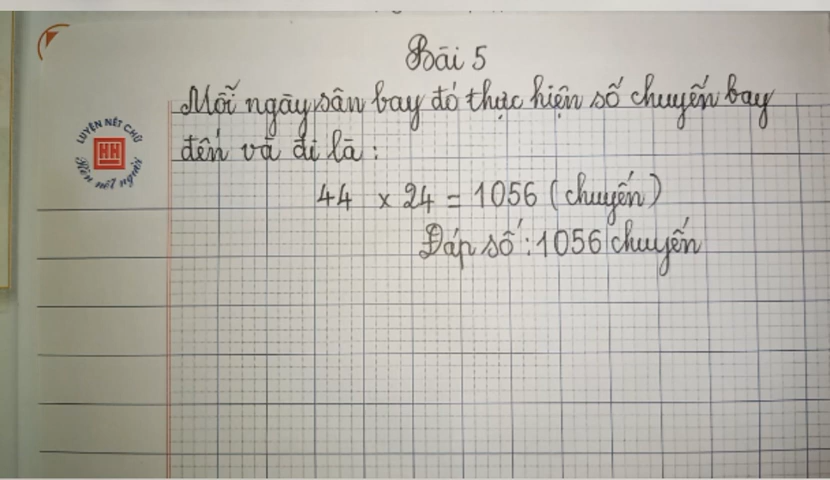 Bài 5
Mỗi ngày sân bay đó thực hiện số chuyến bay
đến và đi là :
LUYỆN NÉT CHỮ
HH
Rèn nết người
44 x 24 = 1056 (chuyến)
Đáp số : 1056 chuyến